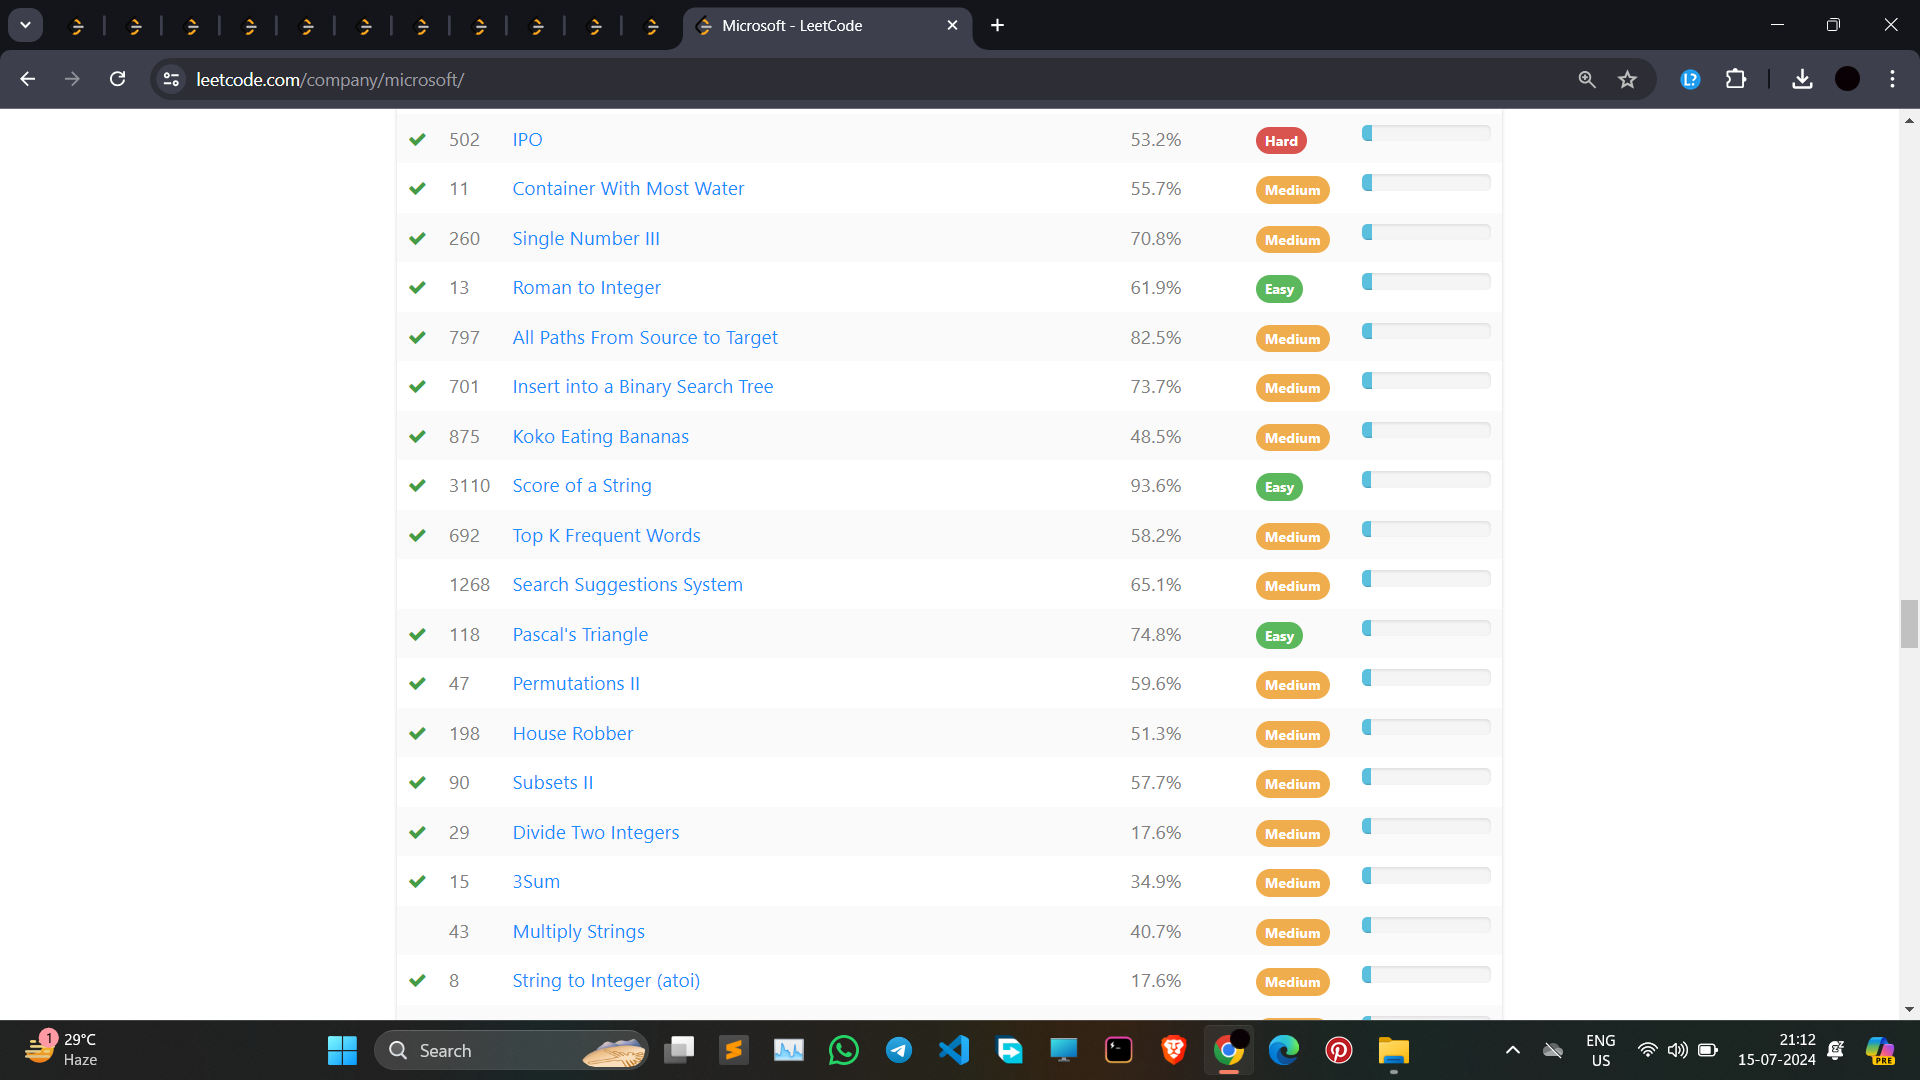 Microsoft - LeetCode
leetcode.com/company/microsoft/
L?
502 IPO 53.2% Hard
11 Container With Most Water 55.7% Medium
260 Single Number III 70.8% Medium
13 Roman to Integer 61.9% Easy
797 All Paths From Source to Target 82.5% Medium
701 Insert into a Binary Search Tree 73.7% Medium
875 Koko Eating Bananas 48.5% Medium
3110 Score of a String 93.6% Easy
692 Top K Frequent Words 58.2% Medium
1268 Search Suggestions System 65.1% Medium
118 Pascal's Triangle 74.8% Easy
47 Permutations II 59.6% Medium
198 House Robber 51.3% Medium
90 Subsets II 57.7% Medium
29 Divide Two Integers 17.6% Medium
15 3Sum 34.9% Medium
43 Multiply Strings 40.7% Medium
8 String to Integer (atoi) 17.6% Medium
1 29°C
Haze
Search
ENG
US
21:12
15-07-2024
PRE